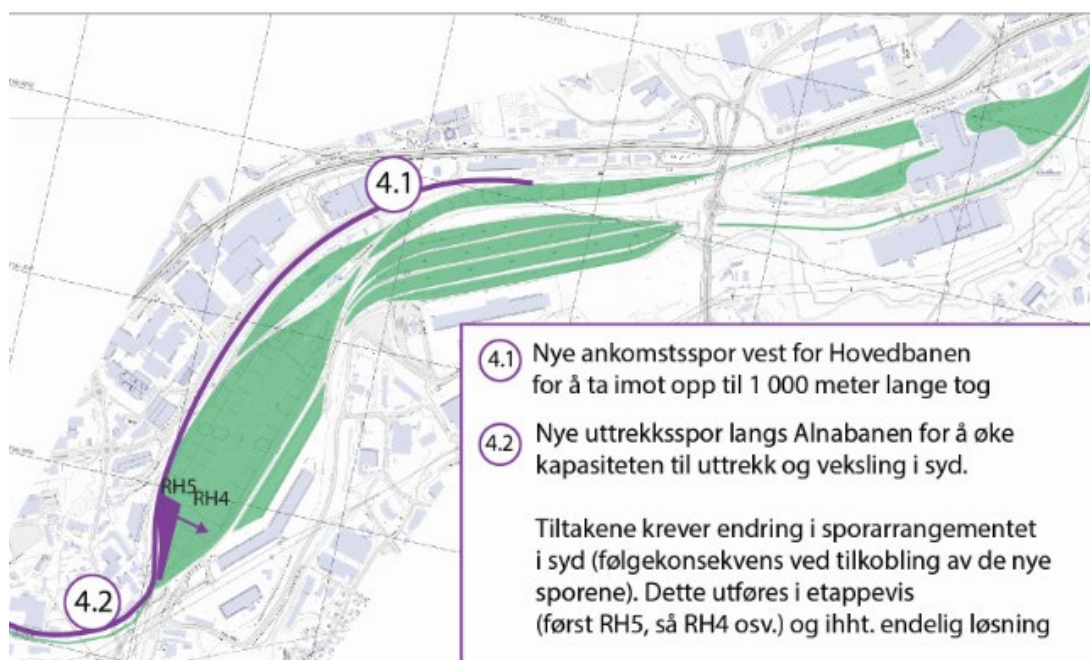 4.1
RH5
RH4
4.2
4.1 Nye ankomstsspor vest for Hovedbanen
for å ta imot opp til 1 000 meter lange tog
4.2 Nye uttrekksspor langs Alnabanen for å øke
kapasiteten til uttrekk og veksling i syd.
Tiltakene krever endring i sporarrangementet
i syd (følgekonsekvens ved tilkobling av de nye
sporene). Dette utføres i etappevis
(først RH5, så RH4 osv.) og ihht. endelig løsning